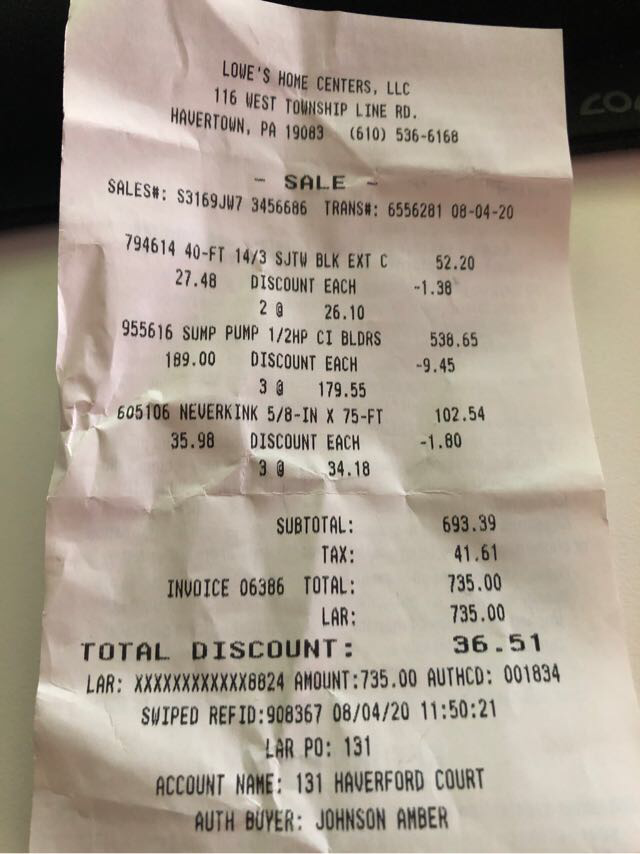 LOWE'S HOME CENTERS, LLC
116 WEST TOWNSHIP LINE RD.
HAVERTOWN, PA 19083 (610) 536-6168
- SALE -
SALES#: S3169JW7 3456686 TRANS#: 6556281 08-04-20
794614 40-FT 14/3 SJTW BLK EXT C 52.20
27.48 DISCOUNT EACH -1.38
2 @ 26.10
955616 SUMP PUMP 1/2HP CI BLDRS 538.65
189.00 DISCOUNT EACH -9.45
3 @ 179.55
605106 NEVERKINK 5/8-IN X 75-FT 102.54
35.98 DISCOUNT EACH -1.80
3 @ 34.18
SUBTOTAL: 693.39
TAX: 41.61
INVOICE 06386 TOTAL: 735.00
LAR: 735.00
TOTAL DISCOUNT: 36.51
LAR: XXXXXXXXXXXX8824 AMOUNT:735.00 AUTHCD: 001834
SWIPED REFID:908367 08/04/20 11:50:21
LAR PO: 131
ACCOUNT NAME: 131 HAVERFORD COURT
AUTH BUYER: JOHNSON AMBER